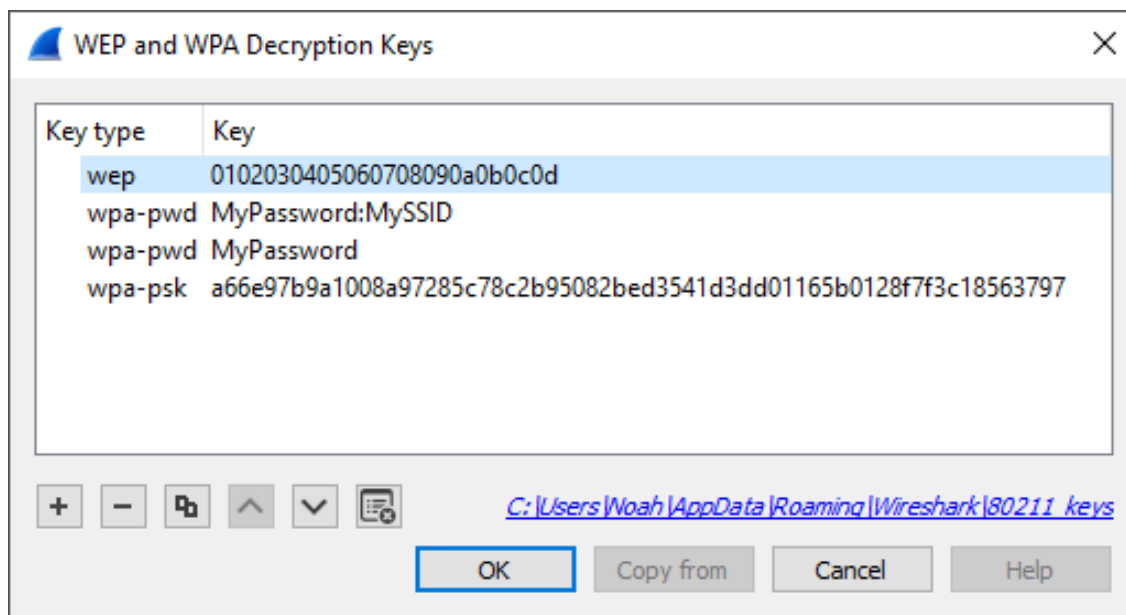 WEP and WPA Decryption Keys
Key type Key
wep 0102030405060708090a0b0c0d
wpa-pwd MyPassword:MySSID
wpa-pwd MyPassword
wpa-psk a66e97b9a1008a97285c78c2b95082bed3541d3dd01165b0128f7f3c18563797
C:\Users\Noah\AppData\Roaming\Wireshark\80211_keys
OK Copy from Cancel Help